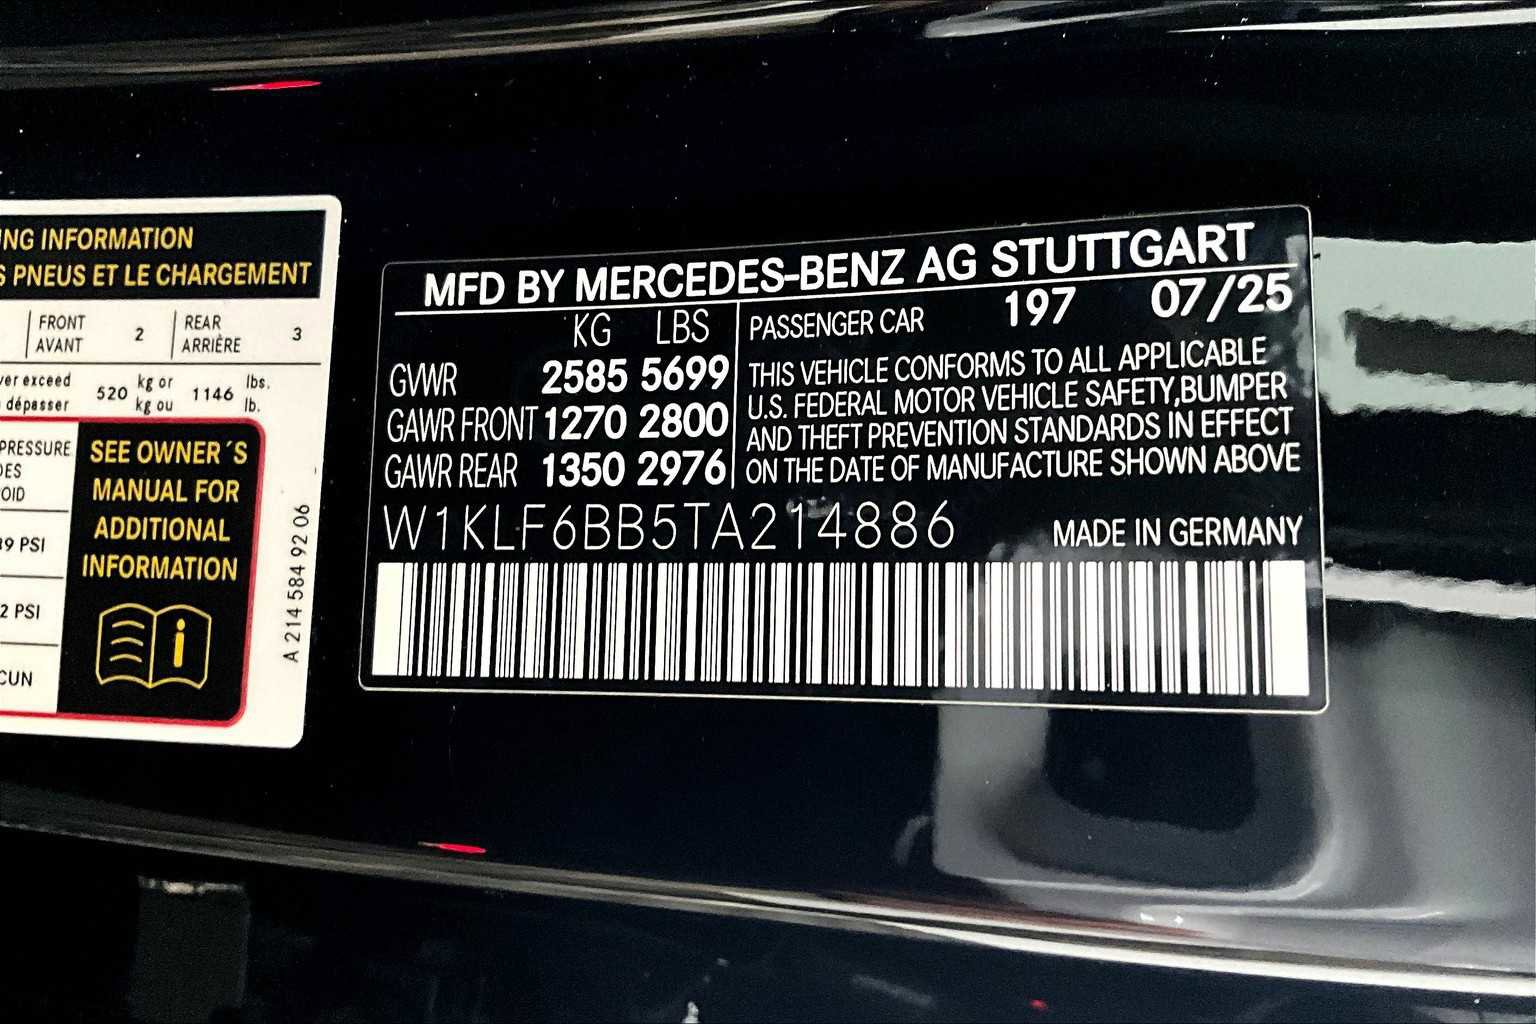 NG INFORMATION
S PNEUS ET LE CHARGEMENT
FRONT 2 REAR 3
AVANT ARRIÈRE
ver exceed 520 kg or 1146 lbs.
dépasser kg ou lb.
PRESSURE
DES
OID
39 PSI
2 PSI
CUN
SEE OWNER´S
MANUAL FOR
ADDITIONAL
INFORMATION
i
A 214 584 92 06
MFD BY MERCEDES-BENZ AG STUTTGART
KG LBS PASSENGER CAR 197 07/25
GVWR 2585 5699
GAWR FRONT 1270 2800
GAWR REAR 1350 2976
THIS VEHICLE CONFORMS TO ALL APPLICABLE
U.S. FEDERAL MOTOR VEHICLE SAFETY,BUMPER
AND THEFT PREVENTION STANDARDS IN EFFECT
ON THE DATE OF MANUFACTURE SHOWN ABOVE
W1KLF6BB5TA214886 MADE IN GERMANY